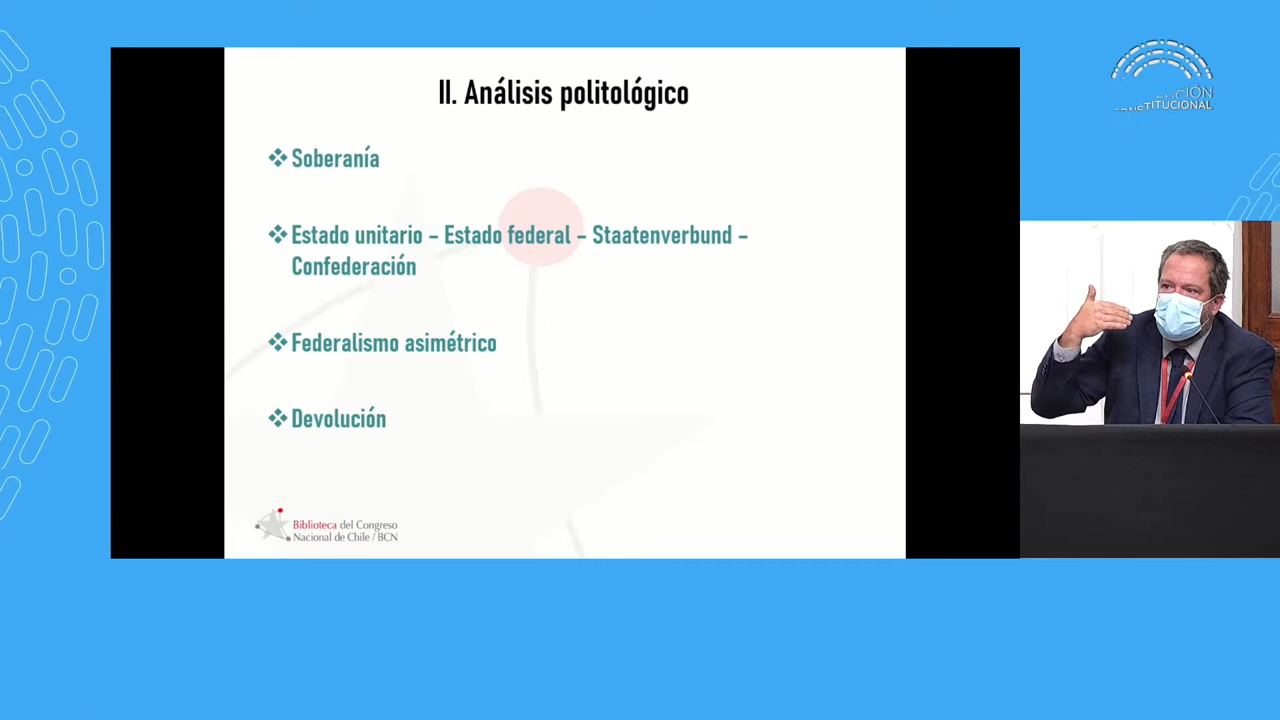 II. Análisis politológico
❖ Soberanía
❖ Estado unitario – Estado federal – Staatenverbund –
Confederación
❖ Federalismo asimétrico
❖ Devolución
Biblioteca del Congreso
Nacional de Chile / BCN
CONSTITUCIONAL